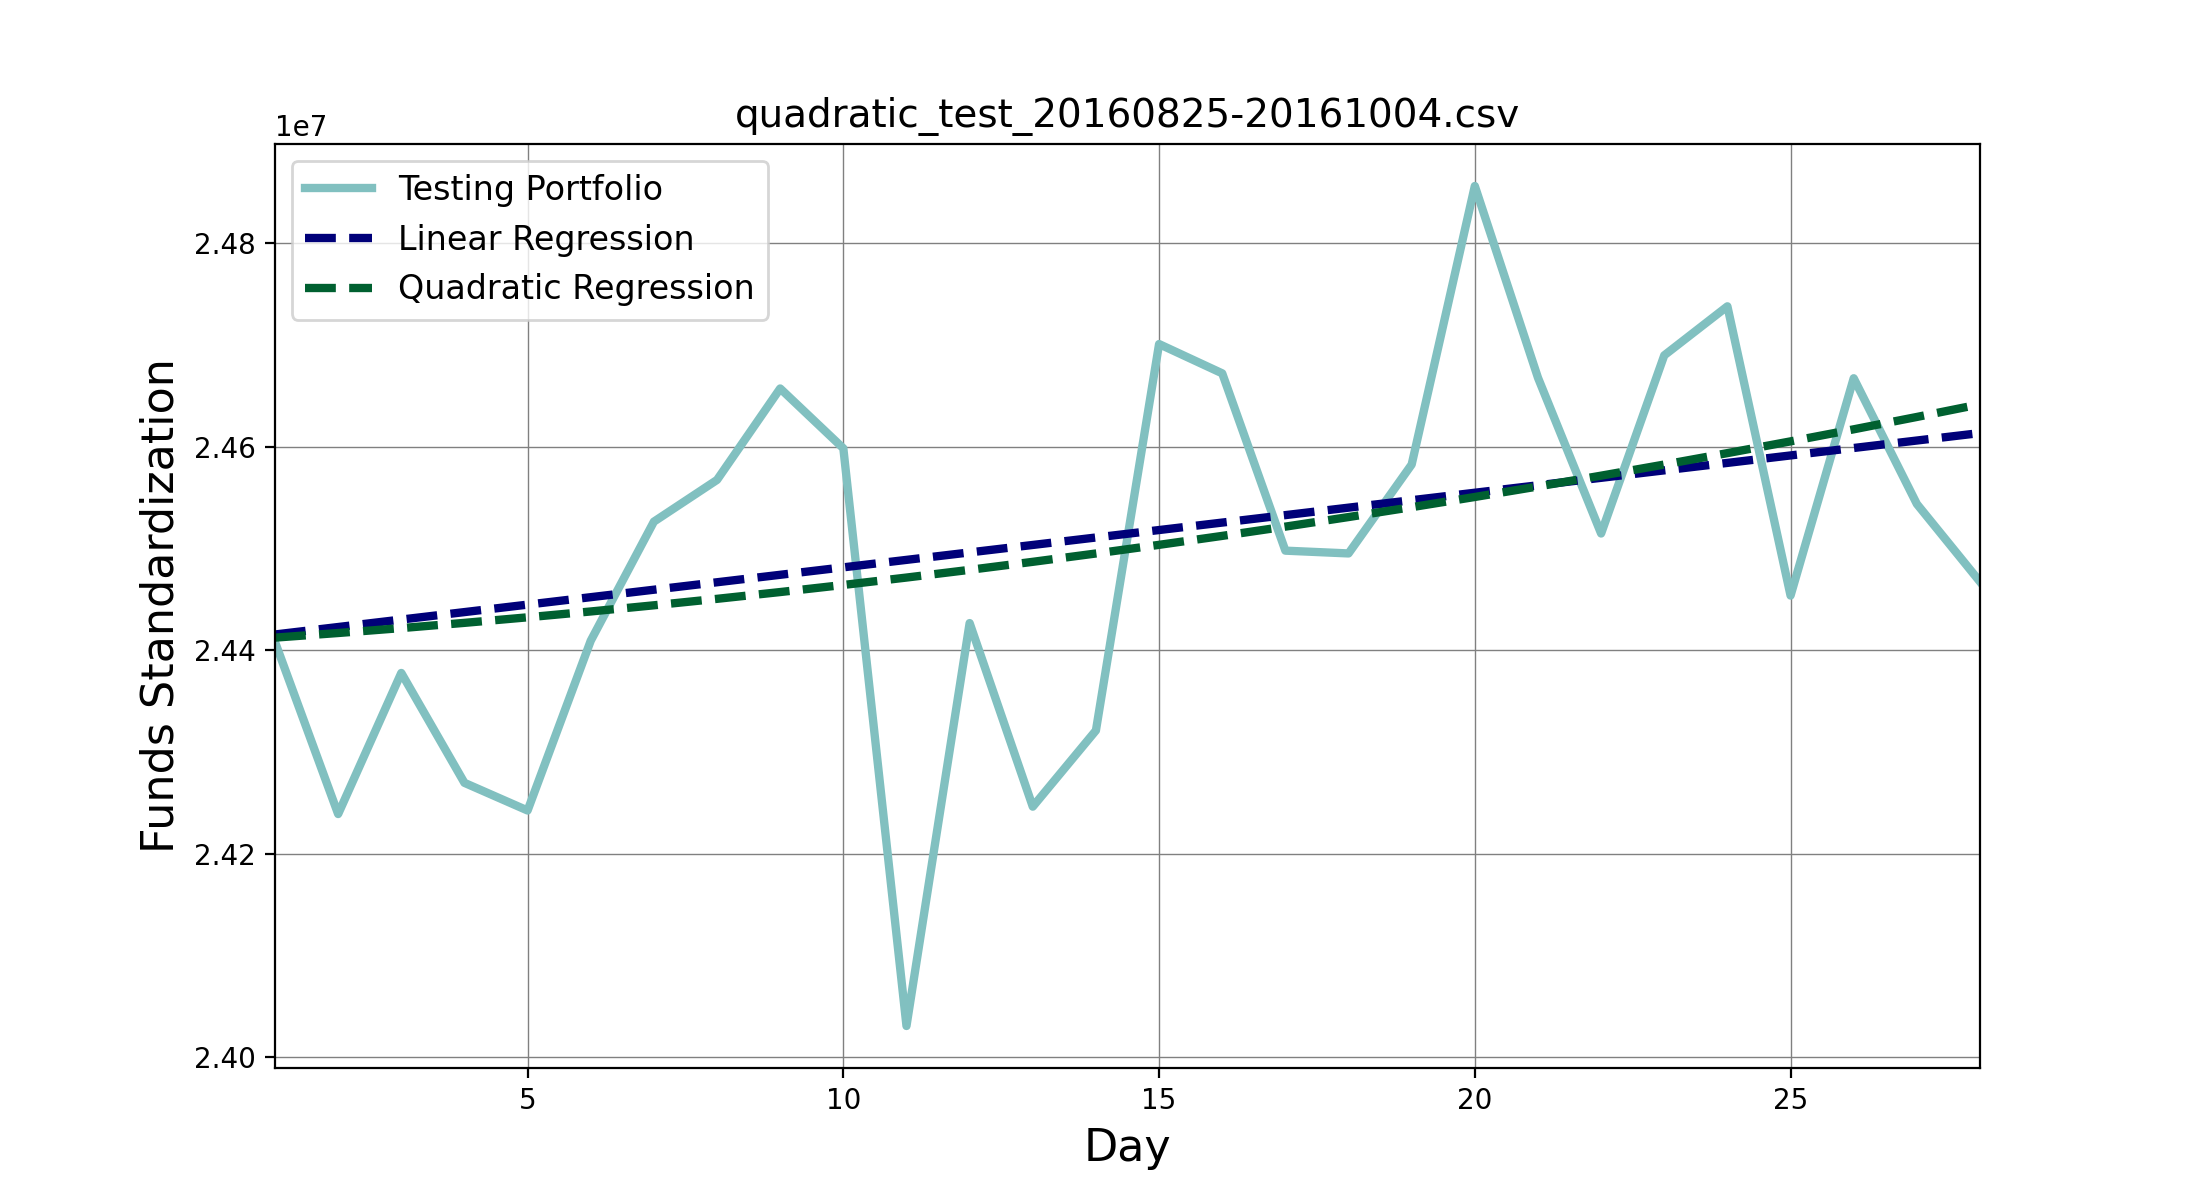 quadratic_test_20160825-20161004.csv
1e7
Testing Portfolio
Linear Regression
Quadratic Regression
2.48
2.46
2.44
2.42
2.40
Funds Standardization
5 10 15 20 25
Day